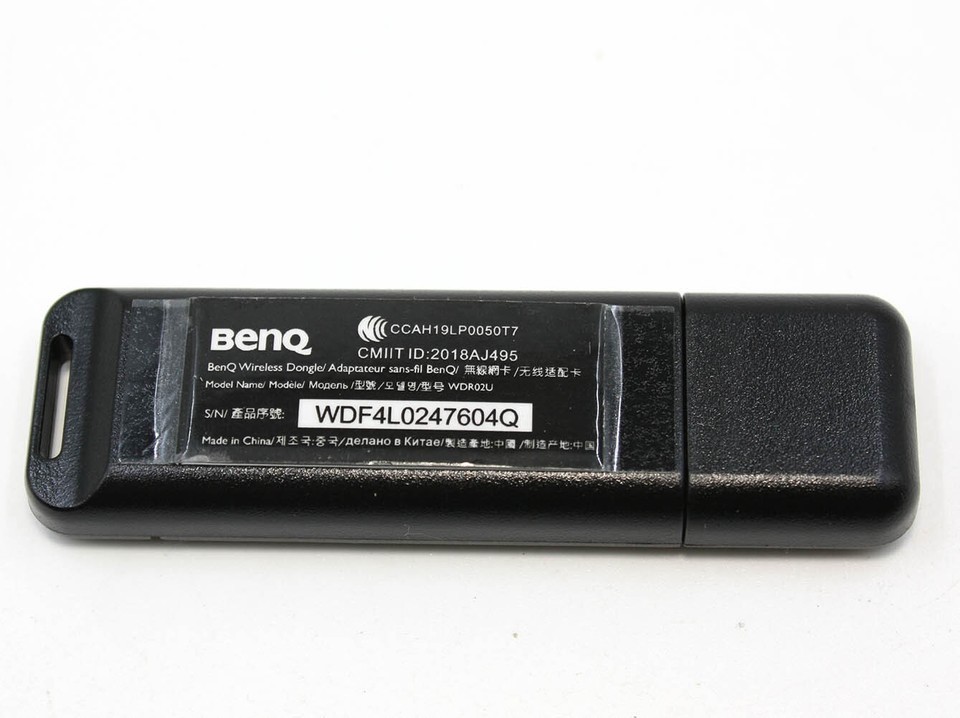 BenQ
CCAH19LP0050T7
CMIIT ID:2018AJ495
BenQ Wireless Dongle/ Adaptateur sans-fil BenQ/ 無線網卡/无线适配卡
Model Name/ Modèle/ Модель /型號/모델명/型号 WDR02U
S/N/ 產品序號: WDF4L0247604Q
Made in China/제조국:중국/делано в Китае/製造產地:中國 /制造产地:中国